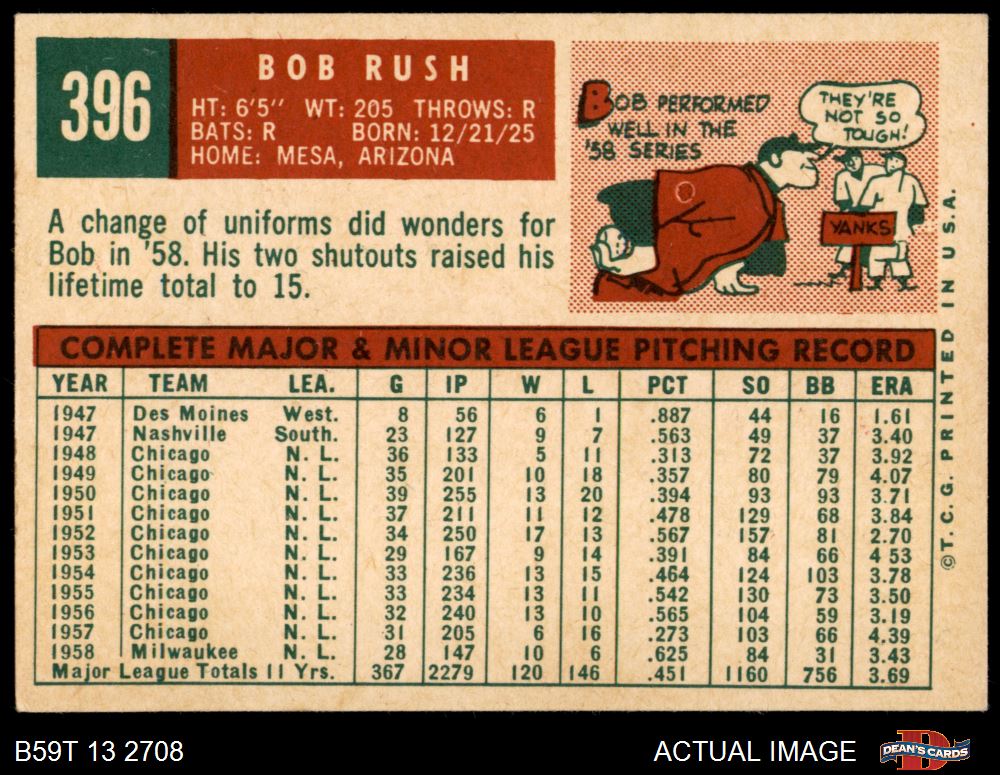 396
BOB RUSH
HT: 6'5" WT: 205 THROWS: R
BATS: R BORN: 12/21/25
HOME: MESA, ARIZONA
BOB PERFORMED
WELL IN THE
'58 SERIES
THEY'RE
NOT SO
TOUGH!
YANKS
A change of uniforms did wonders for
Bob in '58. His two shutouts raised his
lifetime total to 15.
COMPLETE MAJOR & MINOR LEAGUE PITCHING RECORD
YEAR TEAM LEA. G IP W L PCT SO BB ERA
1947 Des Moines West. 8 56 6 1 .887 44 16 1.61
1947 Nashville South. 23 127 9 7 .563 49 37 3.40
1948 Chicago N. L. 36 133 5 11 .313 72 37 3.92
1949 Chicago N. L. 35 201 10 18 .357 80 79 4.07
1950 Chicago N. L. 39 255 13 20 .394 93 93 3.71
1951 Chicago N. L. 37 211 11 12 .478 129 68 3.84
1952 Chicago N. L. 34 250 17 13 .567 157 81 2.70
1953 Chicago N. L. 29 167 9 14 .391 84 66 4 53
1954 Chicago N. L. 33 236 13 15 .464 124 103 3.78
1955 Chicago N. L. 33 234 13 11 .542 130 73 3.50
1956 Chicago N. L. 32 240 13 10 .565 104 59 3.19
1957 Chicago N. L. 31 205 6 16 .273 103 66 4.39
1958 Milwaukee N. L. 28 147 10 6 .625 84 31 3.43
Major League Totals 11 Yrs. 367 2279 120 146 .451 1160 756 3.69
©T. C. G. PRINTED IN U.S.A.
B59T 13 2708
ACTUAL IMAGE
DEAN'S CARDS